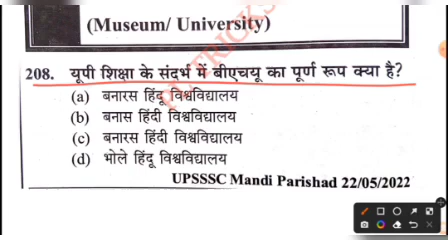 (Museum/ University)
208. यूपी शिक्षा के संदर्भ में बीएचयू का पूर्ण रूप क्या है?
(a) बनारस हिंदू विश्वविद्यालय
(b) बनास हिंदी विश्वविद्यालय
(c) बनारस हिंदी विश्वविद्यालय
(d) भोले हिंदू विश्वविद्यालय
UPSSSC Mandi Parishad 22/05/2022